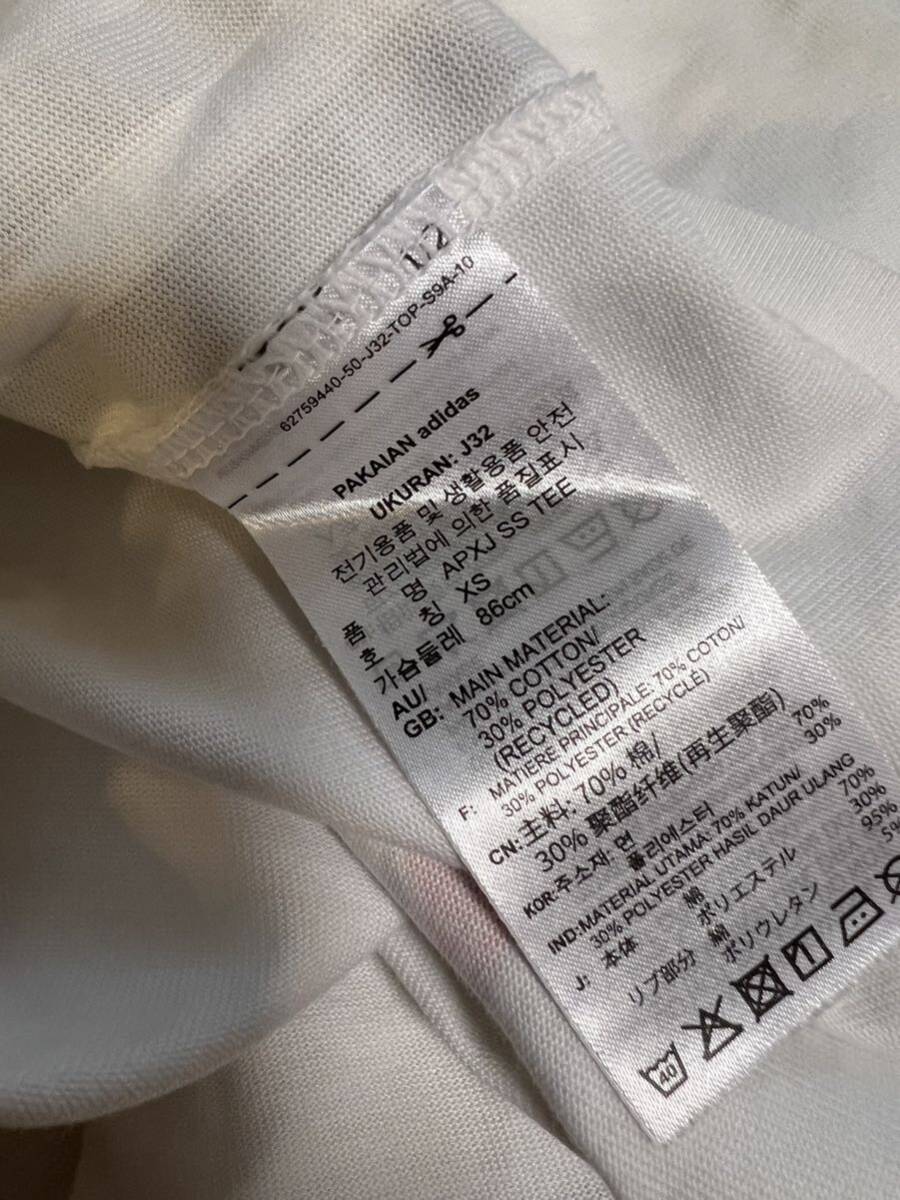 1/2
62759440-50-J32-TOP-S9A-10
PAKAIAN adidas
UKURAN: J32
전기용품 및 생활용품 안전
관리법에 의한 품질표시
품 명 APXJ SS TEE
호 칭 XS
가슴둘레 86cm
AU/
GB: MAIN MATERIAL:
70% COTTON/
30% POLYESTER
(RECYCLED)
F: MATIÈRE PRINCIPALE: 70% COTON/
30% POLYESTER (RECYCLÉ)
CN: 主料: 70% 棉/
30% 聚酯纤维(再生聚酯)
KOR: 주소재: 면 70%
폴리에스터 30%
IND: MATERIAL UTAMA: 70% KATUN/
30% POLYESTER HASIL DAUR ULANG
J: 本体 綿 70%
ポリエステル 30%
リブ部分 綿 95%
ポリウレタン 5%
40